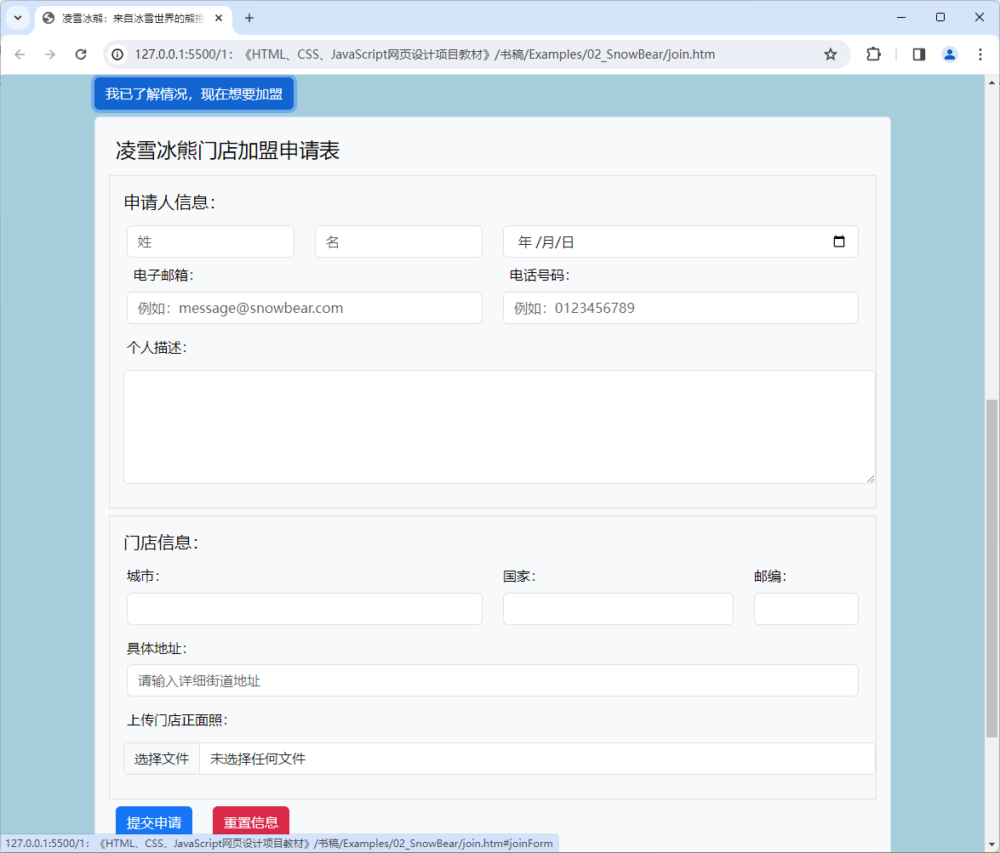 凌雪冰熊：来自冰雪世界的熊抱
127.0.0.1:5500/1：《HTML、CSS、JavaScript网页设计项目教材》/书稿/Examples/02_SnowBear/join.htm
我已了解情况，现在想要加盟
凌雪冰熊门店加盟申请表
申请人信息：
姓 名 年 /月/日
电子邮箱： 电话号码：
例如：message@snowbear.com 例如：0123456789
个人描述：
门店信息：
城市： 国家： 邮编：
具体地址：
请输入详细街道地址
上传门店正面照：
选择文件 未选择任何文件
提交申请 重置信息
127.0.0.1:5500/1：《HTML、CSS、JavaScript网页设计项目教材》/书稿/Examples/02_SnowBear/join.htm#joinForm